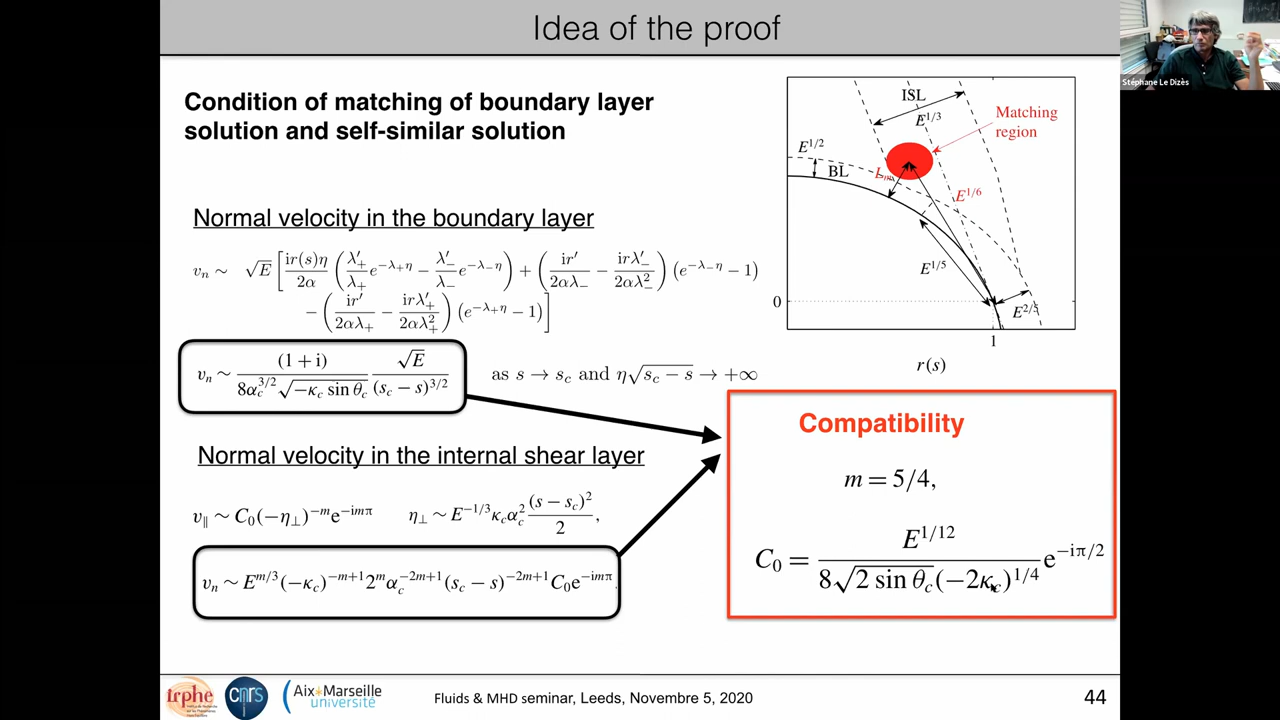 Idea of the proof
Stéphane Le Dizès
Condition of matching of boundary layer
solution and self-similar solution
ISL
E^{1/3}
Matching
region
E^{1/2}
BL
L_m
E^{1/6}
E^{1/5}
0
E^{2/5}
1
r(s)
Normal velocity in the boundary layer
v_n ∼ √E [ ir(s)η/2α ( λ′_+/λ_+ e^{−λ_+η} − λ′_−/λ_− e^{−λ_−η} ) + ( ir′/2αλ_− − irλ′_−/2αλ_−^2 ) (e^{−λ_−η} − 1)
− ( ir′/2αλ_+ − irλ′_+/2αλ_+^2 ) (e^{−λ_+η} − 1) ]
v_n ∼ (1 + i)/(8α_c^{3/2} √(−κ_c sin θ_c)) √E/(s_c − s)^{3/2} as s → s_c and η√(s_c − s) → +∞
Normal velocity in the internal shear layer
v_∥ ∼ C_0(−η_⊥)^{−m}e^{−imπ} η_⊥ ∼ E^{−1/3}κ_cα_c^2 (s − s_c)^2/2 ,
v_n ∼ E^{m/3}(−κ_c)^{−m+1}2^mα_c^{−2m+1}(s_c − s)^{−2m+1}C_0e^{−imπ}.
Compatibility
m = 5/4,
C_0 = E^{1/12}/(8√(2 sin θ_c)(−2κ_c)^{1/4}) e^{−iπ/2}
irphe
cnrs
Aix*Marseille
université
Fluids & MHD seminar, Leeds, Novembre 5, 2020
44